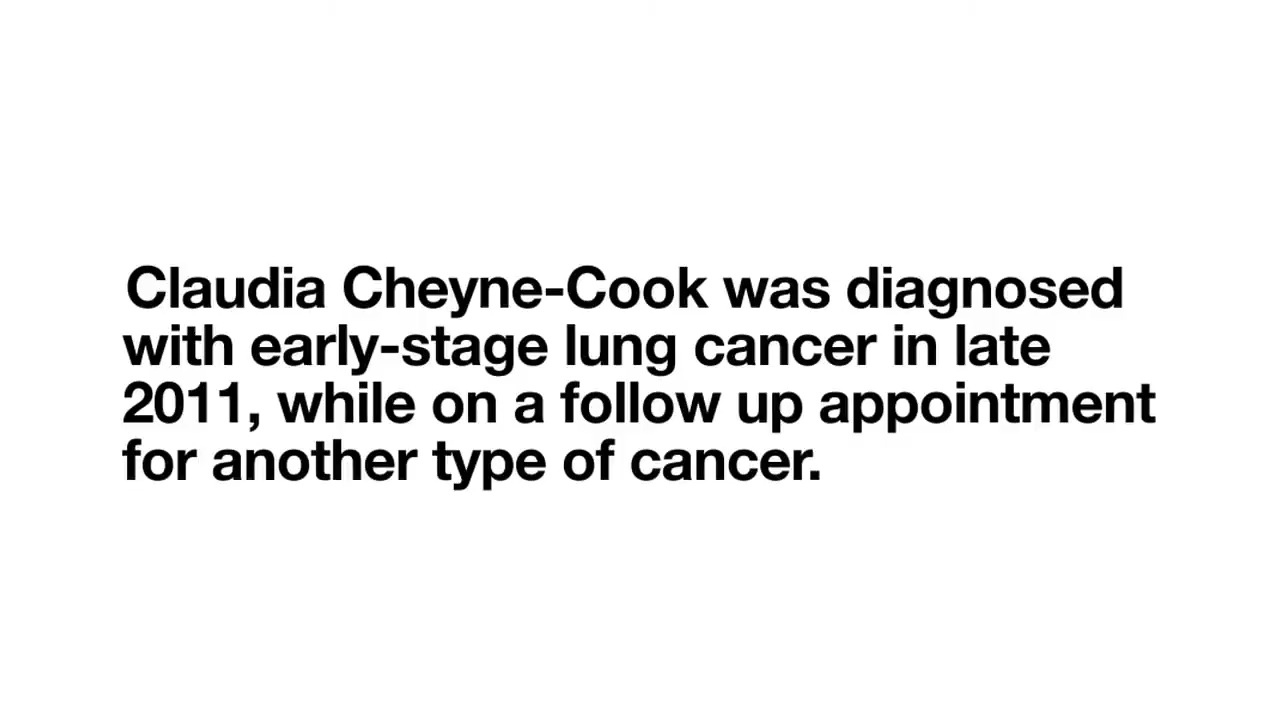 Claudia Cheyne-Cook was diagnosed
with early-stage lung cancer in late
2011, while on a follow up appointment
for another type of cancer.